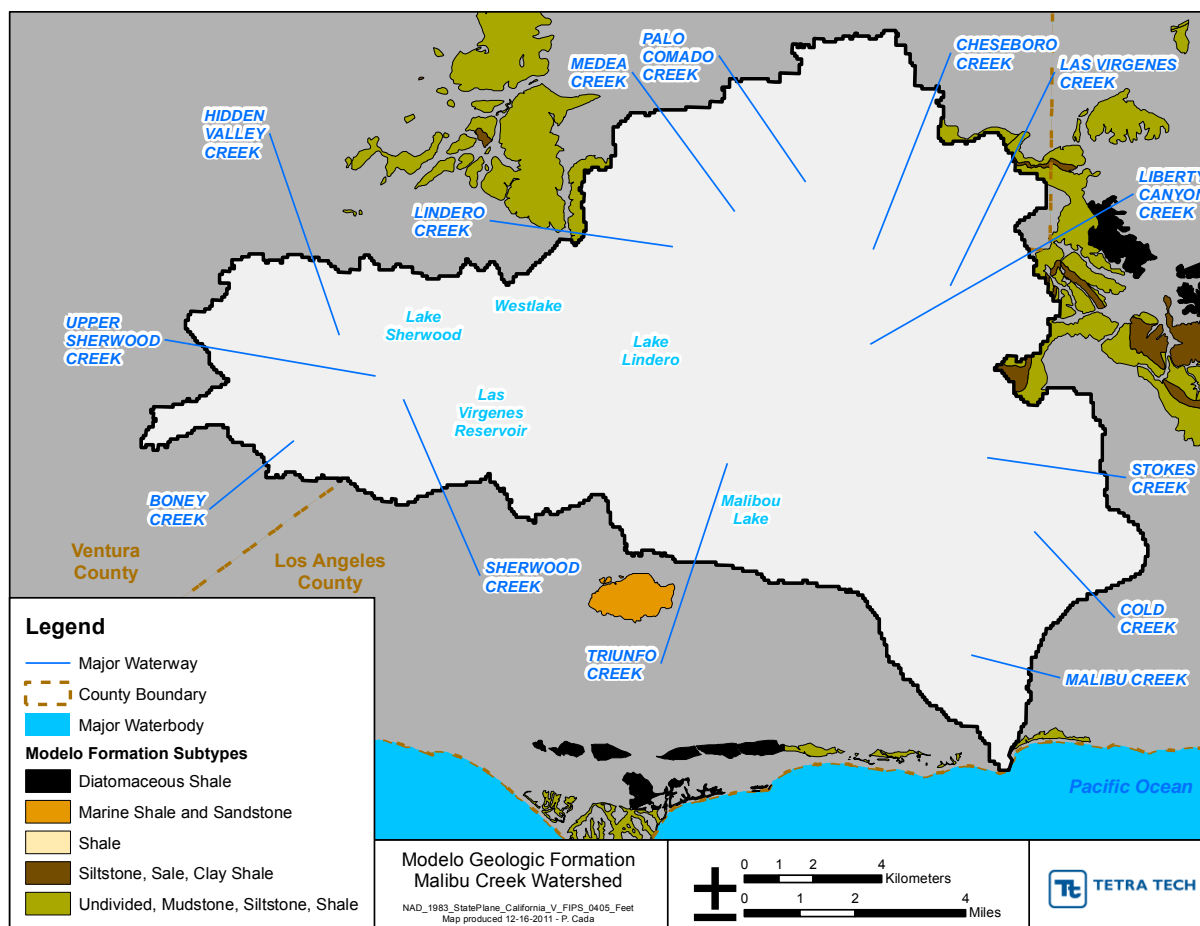 PALO
COMADO
CREEK
CHESEBORO
CREEK
MEDEA
CREEK
LAS VIRGENES
CREEK
HIDDEN
VALLEY
CREEK
LIBERTY
CANYON
CREEK
LINDERO
CREEK
Westlake
Lake
Sherwood
UPPER
SHERWOOD
CREEK
Lake
Lindero
Las
Virgenes
Reservoir
STOKES
CREEK
BONEY
CREEK
Malibou
Lake
Ventura
County
Los Angeles
County
SHERWOOD
CREEK
COLD
CREEK
TRIUNFO
CREEK
MALIBU CREEK
Pacific Ocean
Legend
Major Waterway
County Boundary
Major Waterbody
Modelo Formation Subtypes
Diatomaceous Shale
Marine Shale and Sandstone
Shale
Siltstone, Sale, Clay Shale
Undivided, Mudstone, Siltstone, Shale
Modelo Geologic Formation
Malibu Creek Watershed
NAD_1983_StatePlane_California_V_FIPS_0405_Feet
Map produced 12-16-2011 - P. Cada
0 1 2 4
Kilometers
0 1 2 4
Miles
Tt TETRA TECH